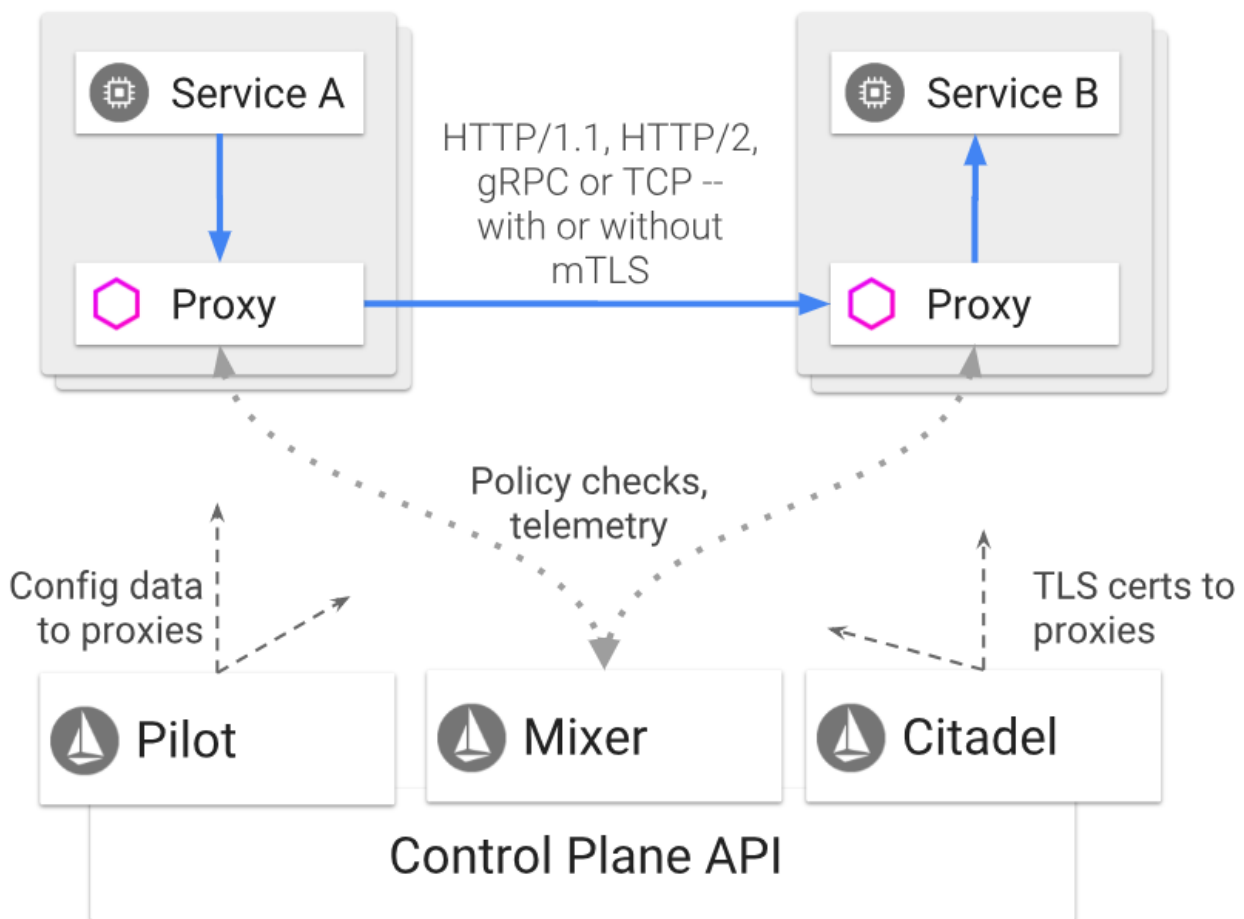 Service A
Service B
HTTP/1.1, HTTP/2,
gRPC or TCP --
with or without
mTLS
Proxy
Proxy
Policy checks,
telemetry
Config data
to proxies
TLS certs to
proxies
Pilot
Mixer
Citadel
Control Plane API